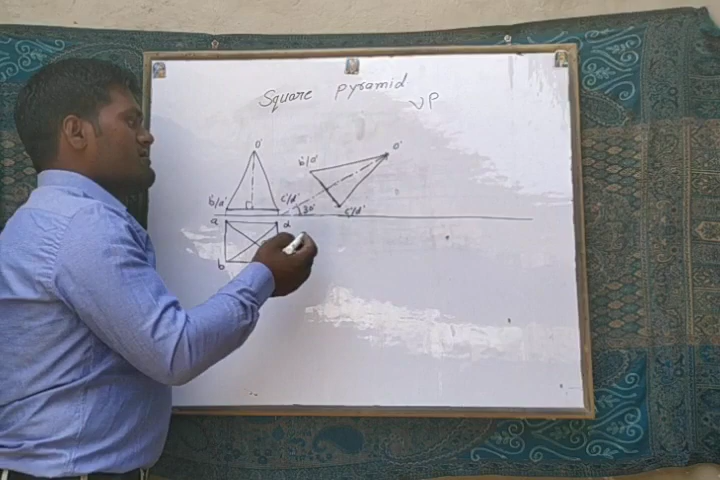 Square Pyramid
VP
o'
o'
b'/a'
b'/a' c'/d'
30°
c'/d'
a d
b